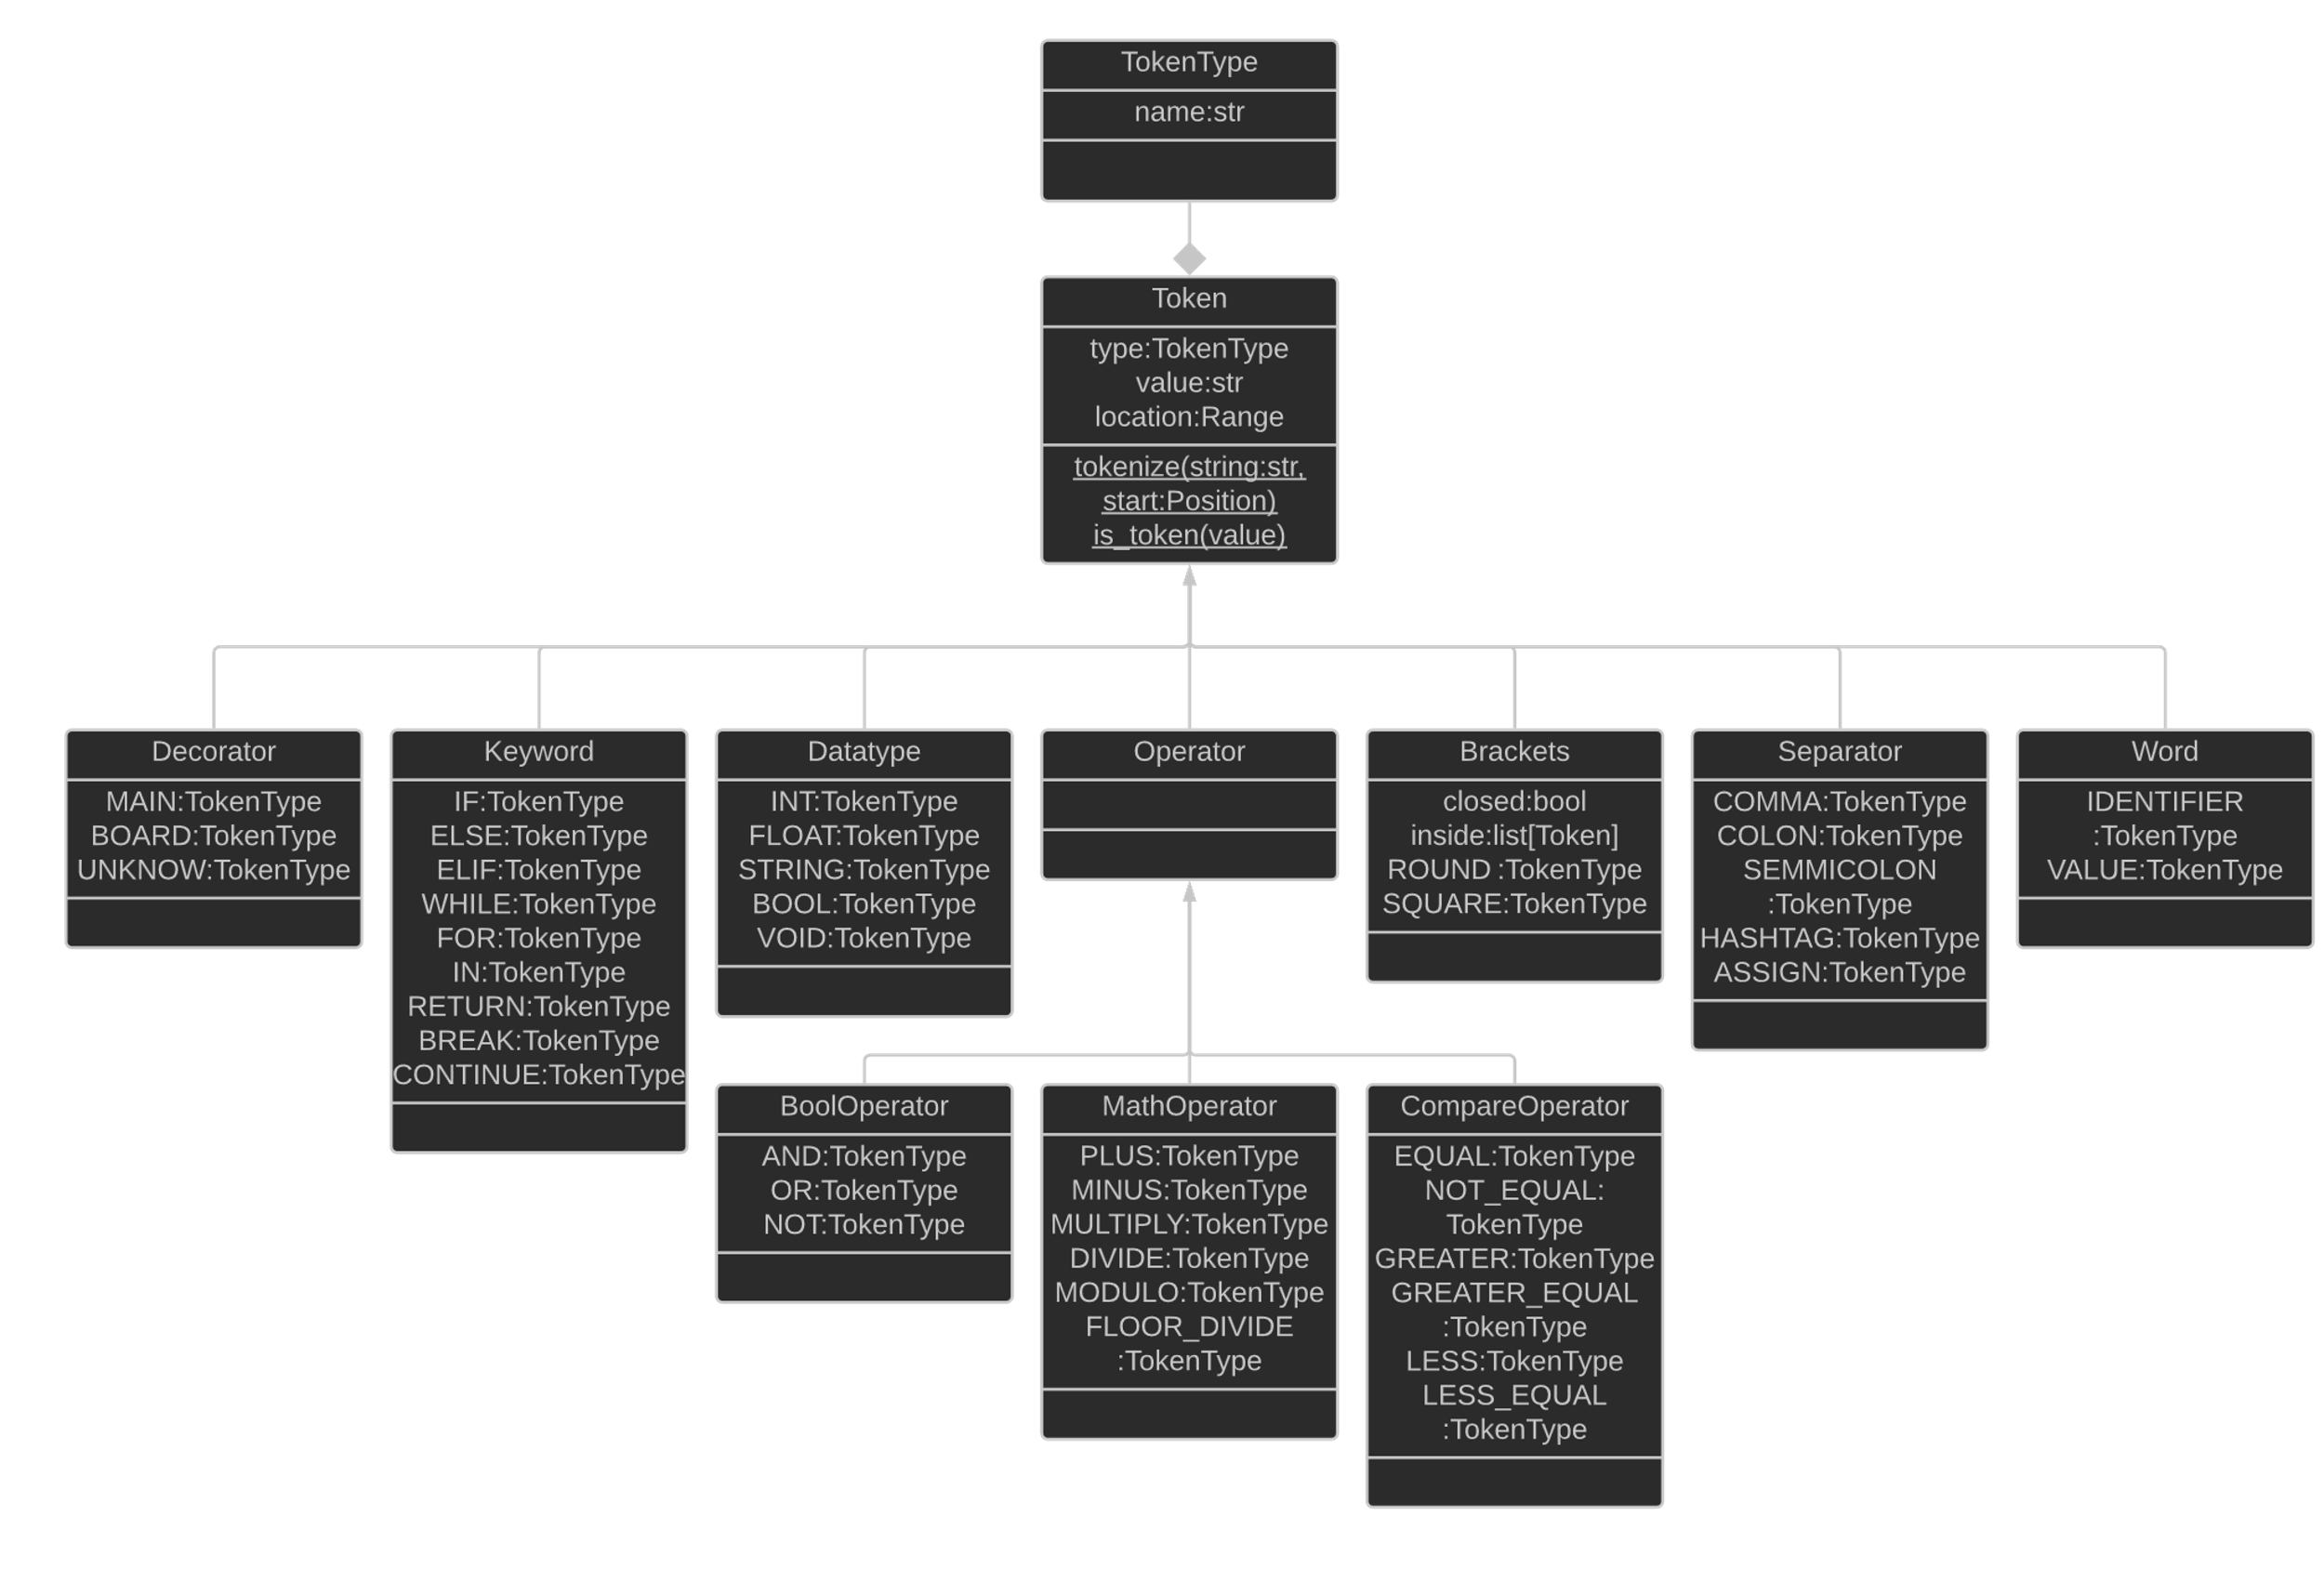 TokenType
name:str
Token
type:TokenType
value:str
location:Range
tokenize(string:str,
start:Position)
is_token(value)
Decorator
MAIN:TokenType
BOARD:TokenType
UNKNOW:TokenType
Keyword
IF:TokenType
ELSE:TokenType
ELIF:TokenType
WHILE:TokenType
FOR:TokenType
IN:TokenType
RETURN:TokenType
BREAK:TokenType
CONTINUE:TokenType
Datatype
INT:TokenType
FLOAT:TokenType
STRING:TokenType
BOOL:TokenType
VOID:TokenType
Operator
Brackets
closed:bool
inside:list[Token]
ROUND :TokenType
SQUARE:TokenType
Separator
COMMA:TokenType
COLON:TokenType
SEMMICOLON
:TokenType
HASHTAG:TokenType
ASSIGN:TokenType
Word
IDENTIFIER
:TokenType
VALUE:TokenType
BoolOperator
AND:TokenType
OR:TokenType
NOT:TokenType
MathOperator
PLUS:TokenType
MINUS:TokenType
MULTIPLY:TokenType
DIVIDE:TokenType
MODULO:TokenType
FLOOR_DIVIDE
:TokenType
CompareOperator
EQUAL:TokenType
NOT_EQUAL:
TokenType
GREATER:TokenType
GREATER_EQUAL
:TokenType
LESS:TokenType
LESS_EQUAL
:TokenType